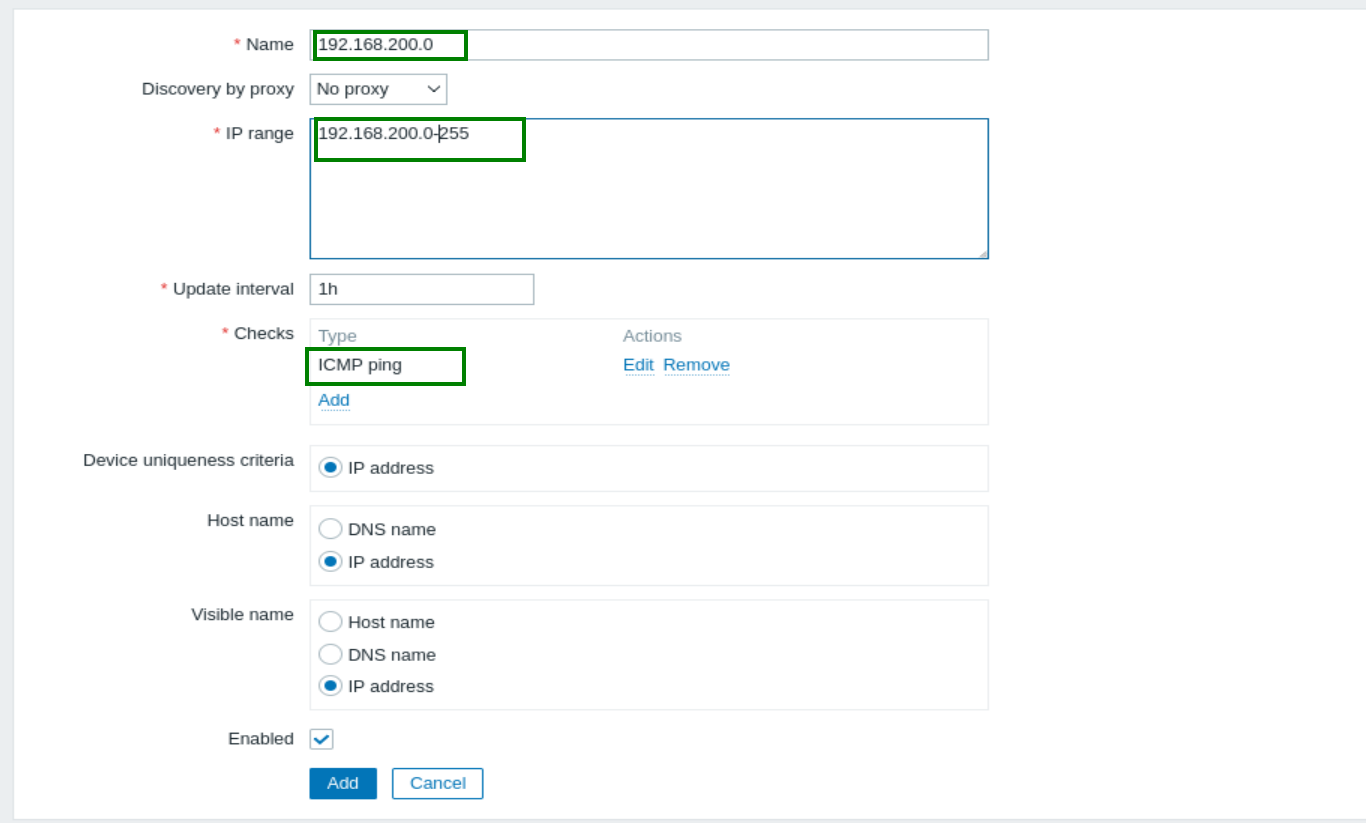 * Name 192.168.200.0
Discovery by proxy No proxy
* IP range 192.168.200.0-255
* Update interval 1h
* Checks Type Actions
ICMP ping Edit Remove
Add
Device uniqueness criteria IP address
Host name DNS name
IP address
Visible name Host name
DNS name
IP address
Enabled
Add Cancel